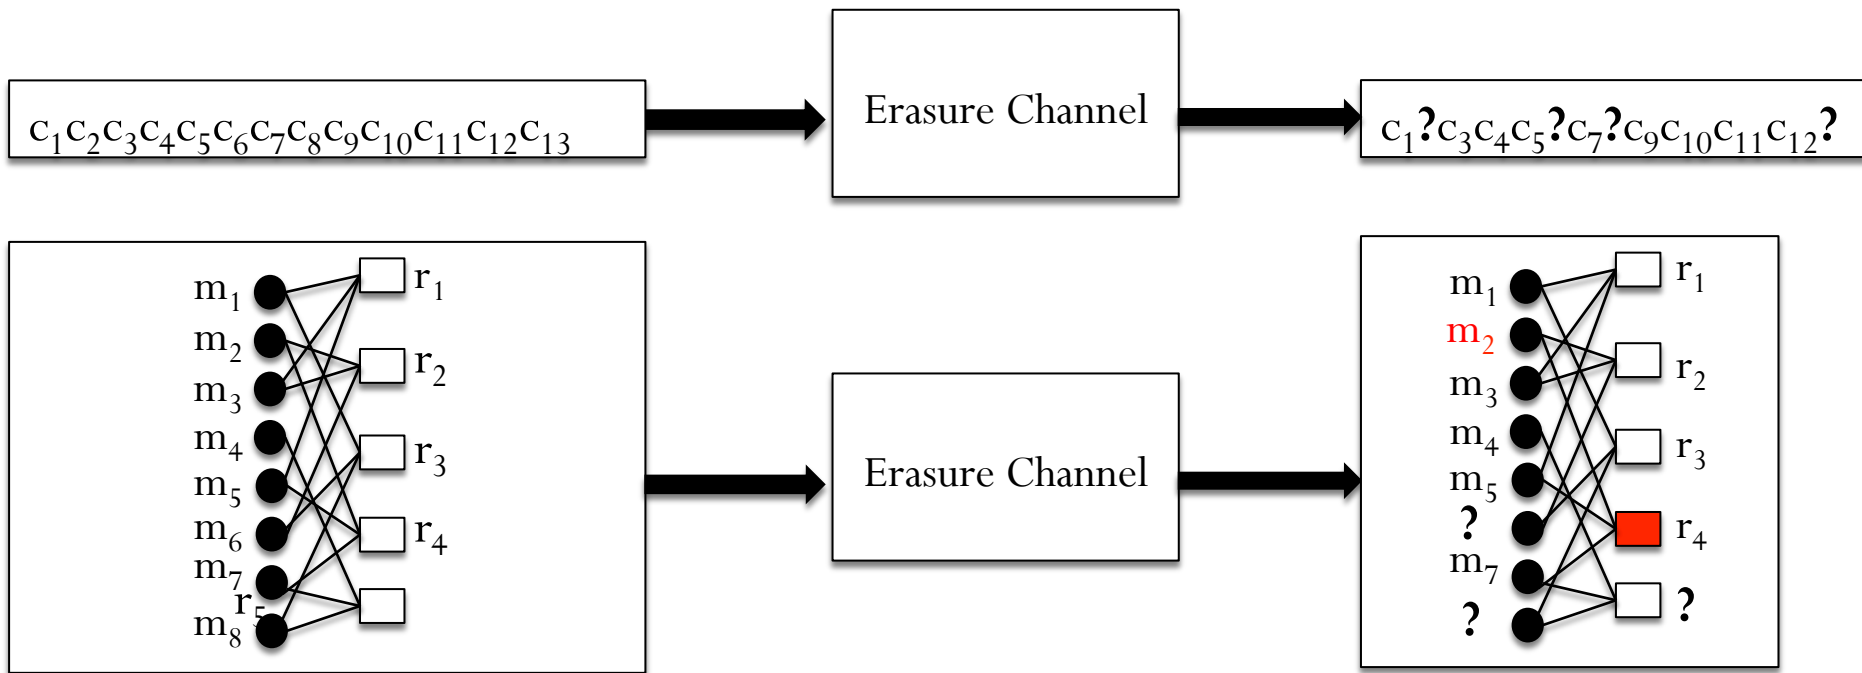 c₁c₂c₃c₄c₅c₆c₇c₈c₉c₁₀c₁₁c₁₂c₁₃
Erasure Channel
c₁?c₃c₄c₅?c₇?c₉c₁₀c₁₁c₁₂?
m₁ r₁
m₂ r₂
m₃
m₄ r₃
m₅
m₆ r₄
m₇
r₅
m₈
Erasure Channel
m₁ r₁
m₂ r₂
m₃
m₄ r₃
m₅
? r₄
m₇
? ?